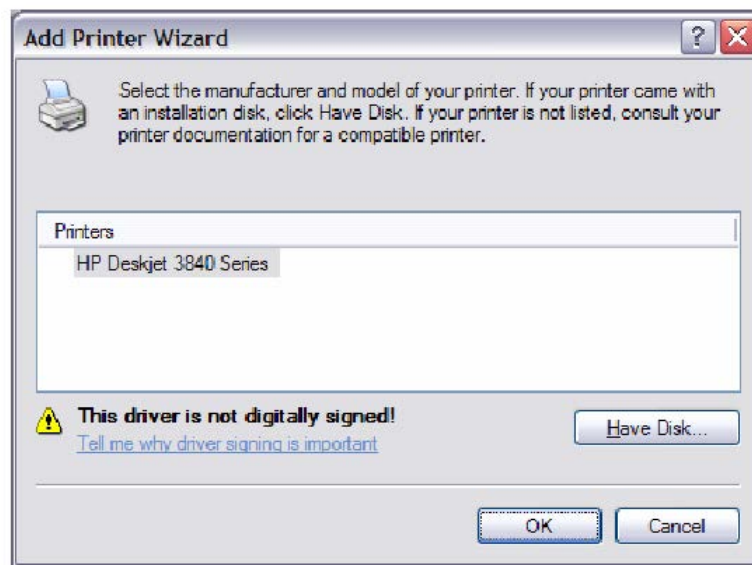 Add Printer Wizard
?
X
Select the manufacturer and model of your printer. If your printer came with
an installation disk, click Have Disk. If your printer is not listed, consult your
printer documentation for a compatible printer.
Printers
HP Deskjet 3840 Series
This driver is not digitally signed!
Tell me why driver signing is important
Have Disk...
OK
Cancel